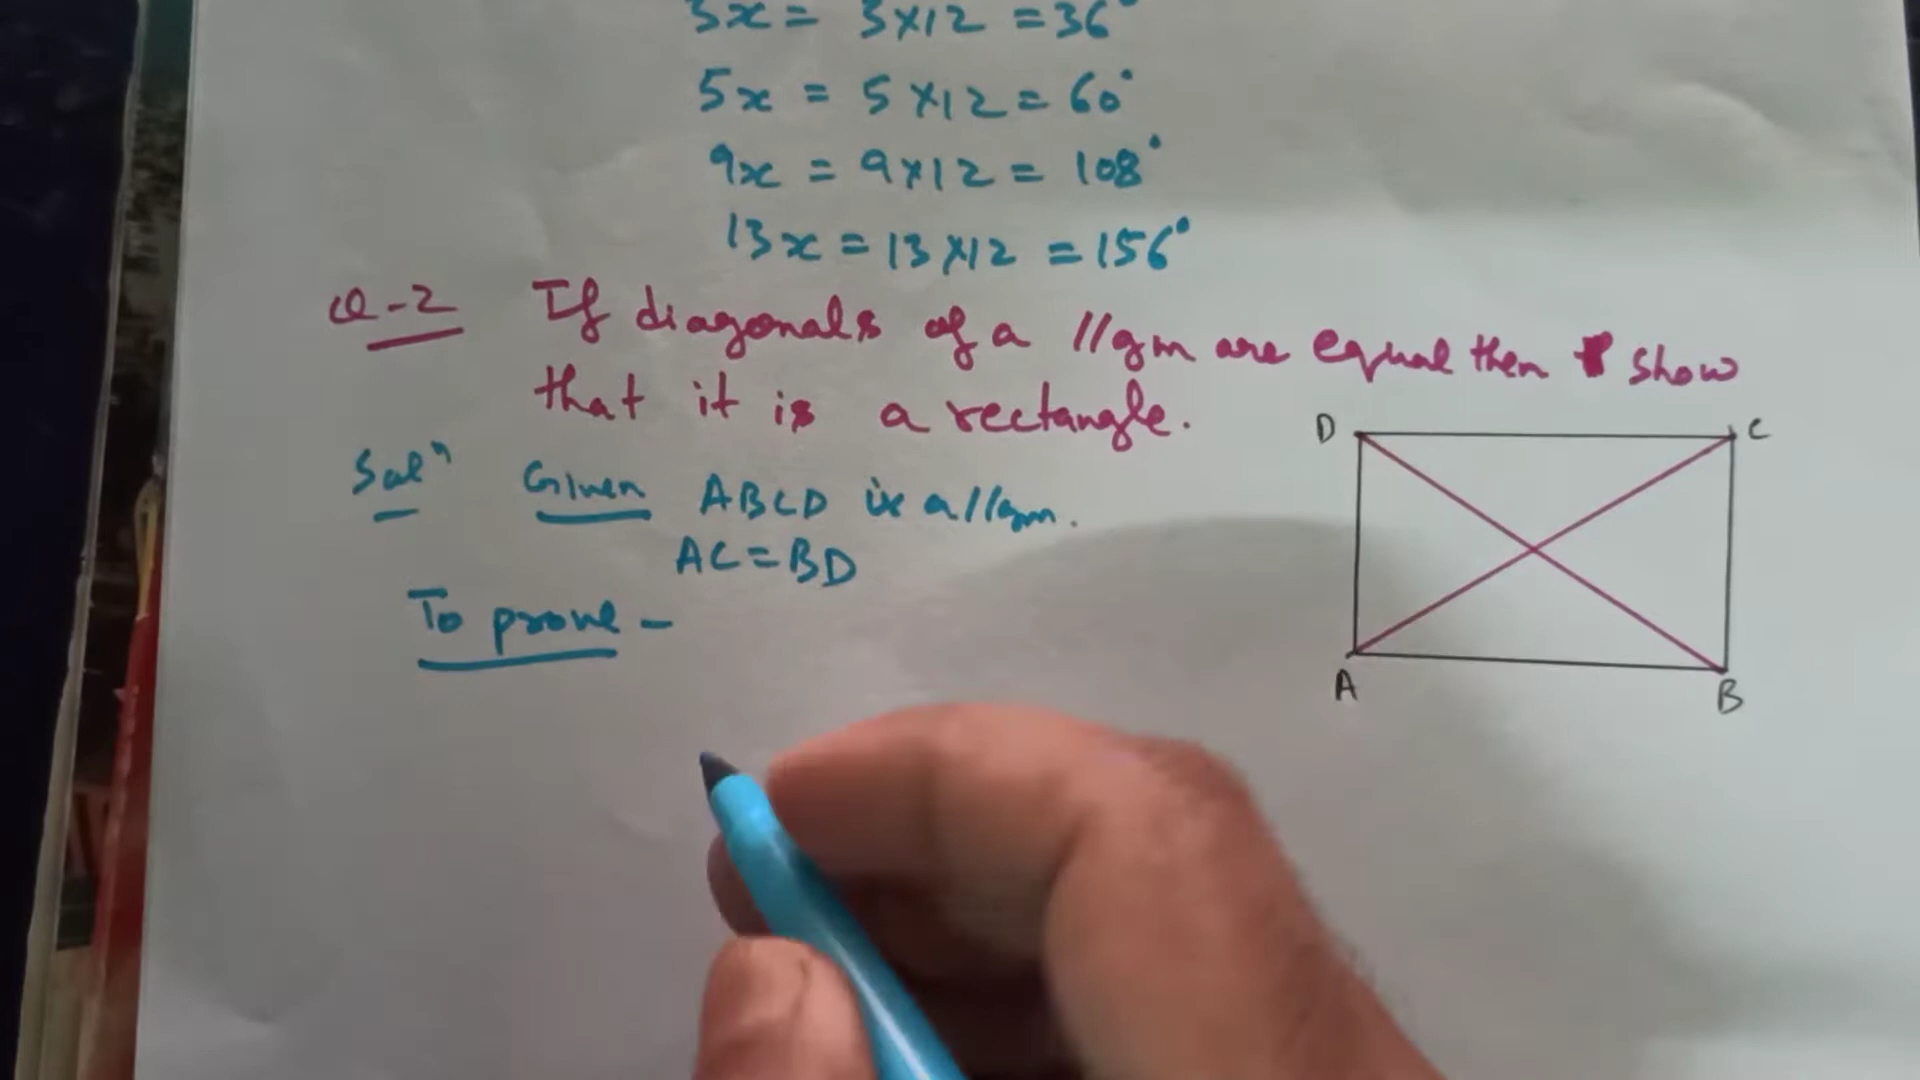 3x = 3×12 = 36°
5x = 5×12 = 60°
9x = 9×12 = 108°
13x = 13×12 = 156°
Q-2 If diagonals of a //gm are equal then show
that it is a rectangle.
Solⁿ Given ABCD is a //gm.
AC=BD
To prove -
D C
A B